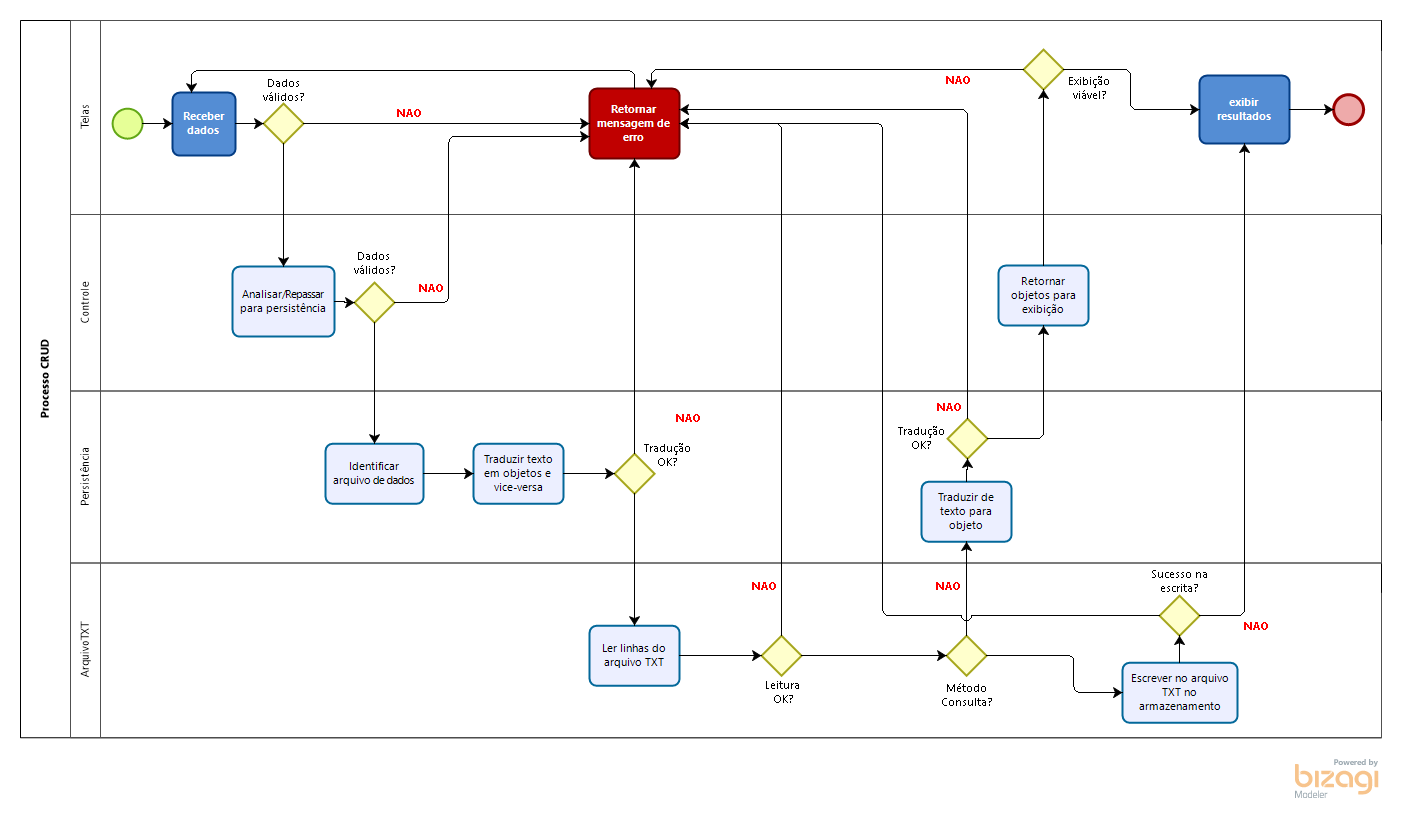 Processo CRUD
Telas
Receber
dados
Dados
válidos?
NAO
Retornar
mensagem de
erro
NAO
Exibição
viável?
exibir
resultados
Controle
Analisar/Repassar
para persistência
Dados
válidos?
NAO
Retornar
objetos para
exibição
Persistência
Identificar
arquivo de dados
Traduzir texto
em objetos e
vice-versa
NAO
Tradução
OK?
NAO
Tradução
OK?
Traduzir de
texto para
objeto
Arquivo TXT
Ler linhas do
arquivo TXT
NAO
Leitura
OK?
NAO
Método
Consulta?
Sucesso na
escrita?
NAO
Escrever no arquivo
TXT no
armazenamento
Powered by
bizagi
Modeler